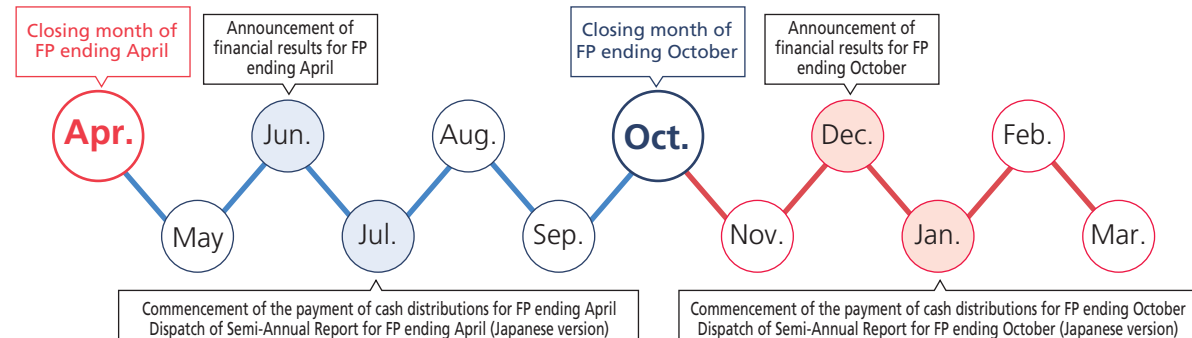 Closing month of
FP ending April
Announcement of
financial results for FP
ending April
Closing month of
FP ending October
Announcement of
financial results for FP
ending October
Apr.
Jun.
Aug.
Oct.
Dec.
Feb.
May
Jul.
Sep.
Nov.
Jan.
Mar.
Commencement of the payment of cash distributions for FP ending April
Dispatch of Semi-Annual Report for FP ending April (Japanese version)
Commencement of the payment of cash distributions for FP ending October
Dispatch of Semi-Annual Report for FP ending October (Japanese version)